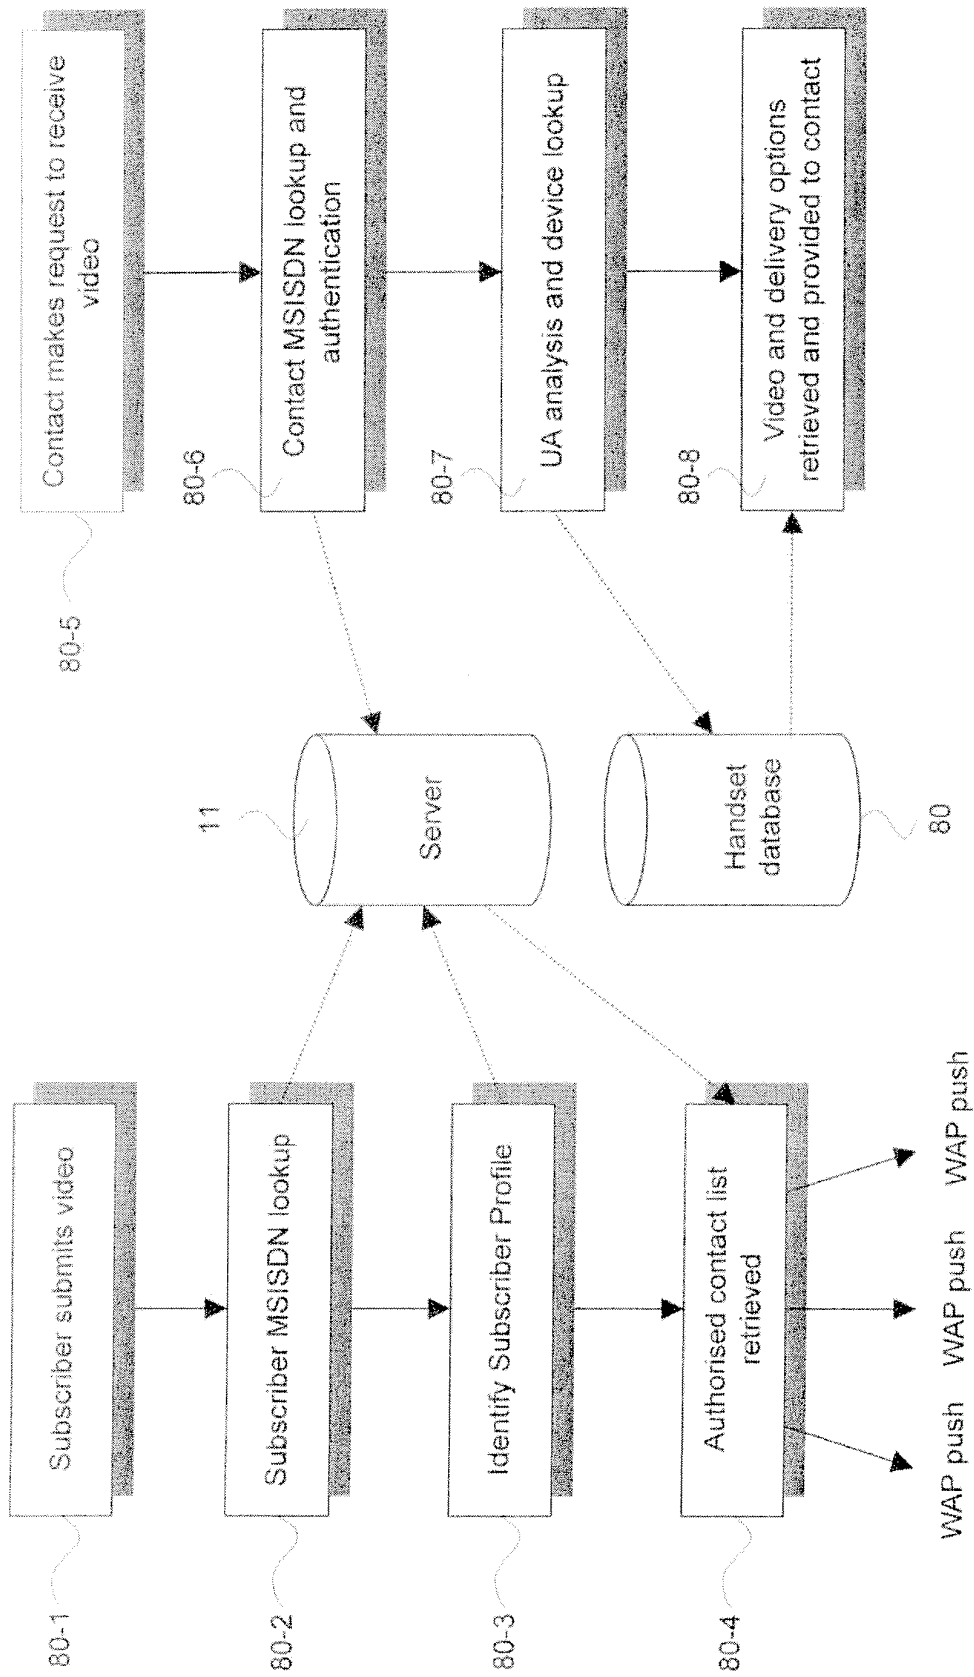 80-1
Subscriber submits video
80-2
Subscriber MSISDN lookup
80-3
Identify Subscriber Profile
80-4
Authorised contact list
retrieved
WAP push
WAP push
WAP push
11
Server
Handset
database
80
80-5
Contact makes request to receive
video
80-6
Contact MSISDN lookup and
authentication
80-7
UA analysis and device lookup
80-8
Video and delivery options
retrieved and provided to contact